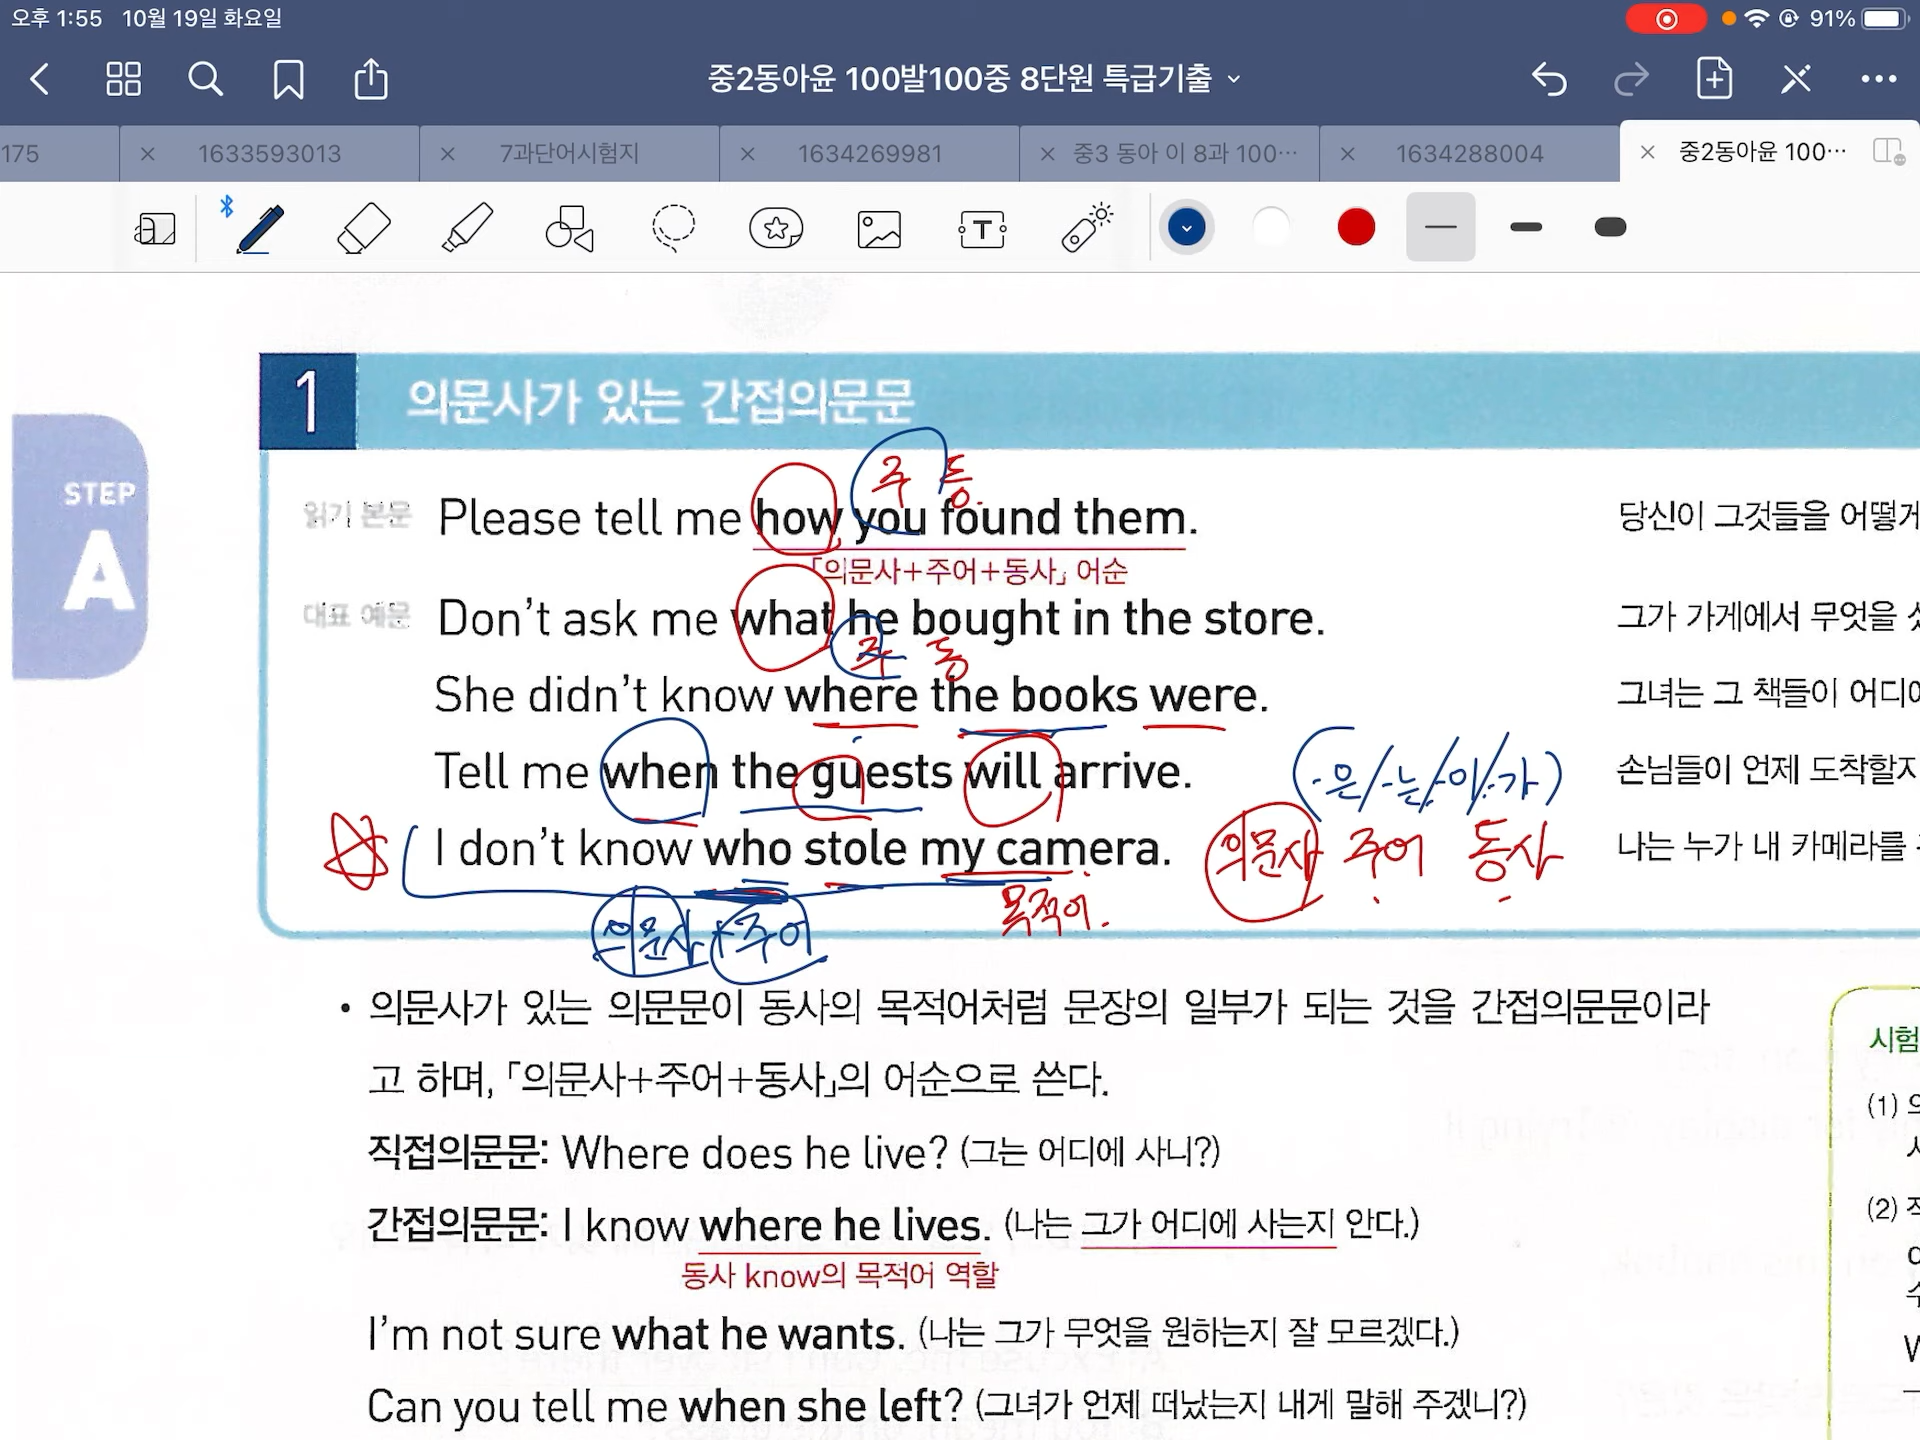 오후 1:55 10월 19일 화요일 91%
중2동아윤 100발100중 8단원 특급기출
175 1633593013 7과단어시험지 1634269981 중3 동아 이 8과 100… 1634288004 중2동아윤 100…
1 의문사가 있는 간접의문문
STEP
A
주 동
읽기 본문 Please tell me how you found them. 당신이 그것들을 어떻게
「의문사+주어+동사」 어순
대표 예문 Don't ask me what he bought in the store. 그가 가게에서 무엇을
주 동
She didn't know where the books were. 그녀는 그 책들이 어디에
Tell me when the guests will arrive. 손님들이 언제 도착할지
(·은/·는/이/가)
I don't know who stole my camera. 나는 누가 내 카메라를
의문사 주어 동사
목적어.
의문사+주어
• 의문사가 있는 의문문이 동사의 목적어처럼 문장의 일부가 되는 것을 간접의문문이라
고 하며, 「의문사+주어+동사」의 어순으로 쓴다.
직접의문문: Where does he live? (그는 어디에 사니?)
간접의문문: I know where he lives. (나는 그가 어디에 사는지 안다.)
동사 know의 목적어 역할
I'm not sure what he wants. (나는 그가 무엇을 원하는지 잘 모르겠다.)
Can you tell me when she left? (그녀가 언제 떠났는지 내게 말해 주겠니?)
시험
(1)
(2)